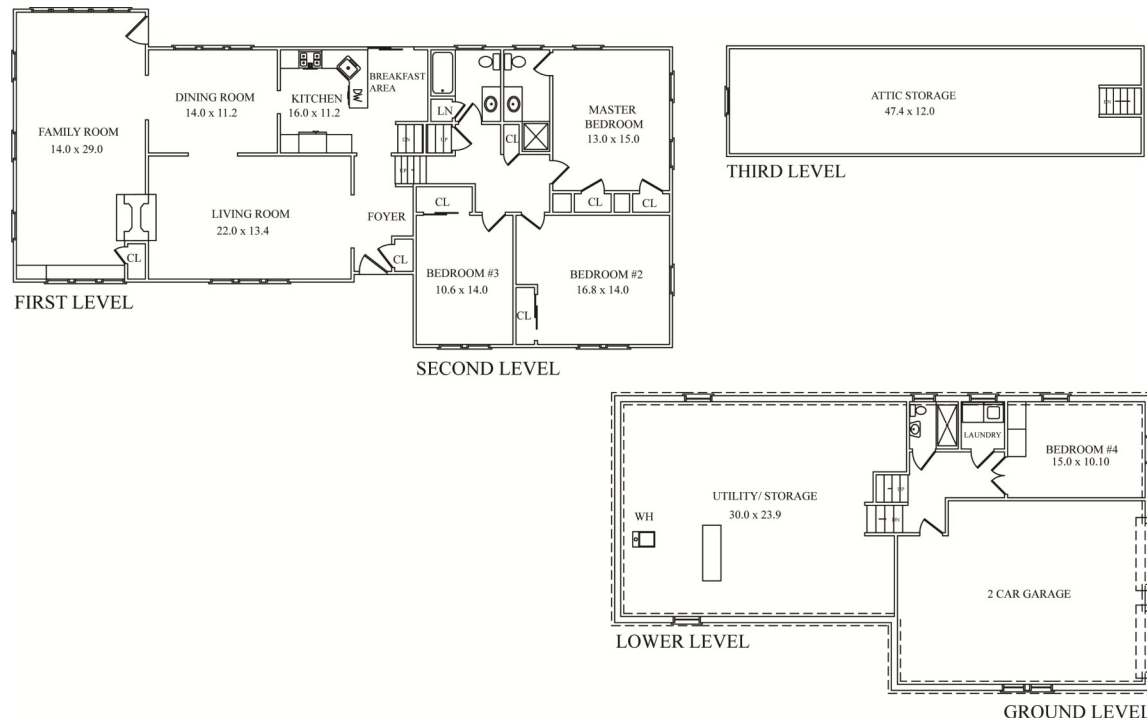 FAMILY ROOM
14.0 x 29.0
DINING ROOM
14.0 x 11.2
KITCHEN
16.0 x 11.2
DW
BREAKFAST
AREA
LN
DN
UP
UP
CL
MASTER
BEDROOM
13.0 x 15.0
CL
CL
LIVING ROOM
22.0 x 13.4
FOYER
CL
CL
CL
BEDROOM #3
10.6 x 14.0
BEDROOM #2
16.8 x 14.0
CL
FIRST LEVEL
SECOND LEVEL
ATTIC STORAGE
47.4 x 12.0
DN
THIRD LEVEL
LAUNDRY
BEDROOM #4
15.0 x 10.10
UTILITY/ STORAGE
30.0 x 23.9
UP
DN
WH
2 CAR GARAGE
LOWER LEVEL
GROUND LEVEL